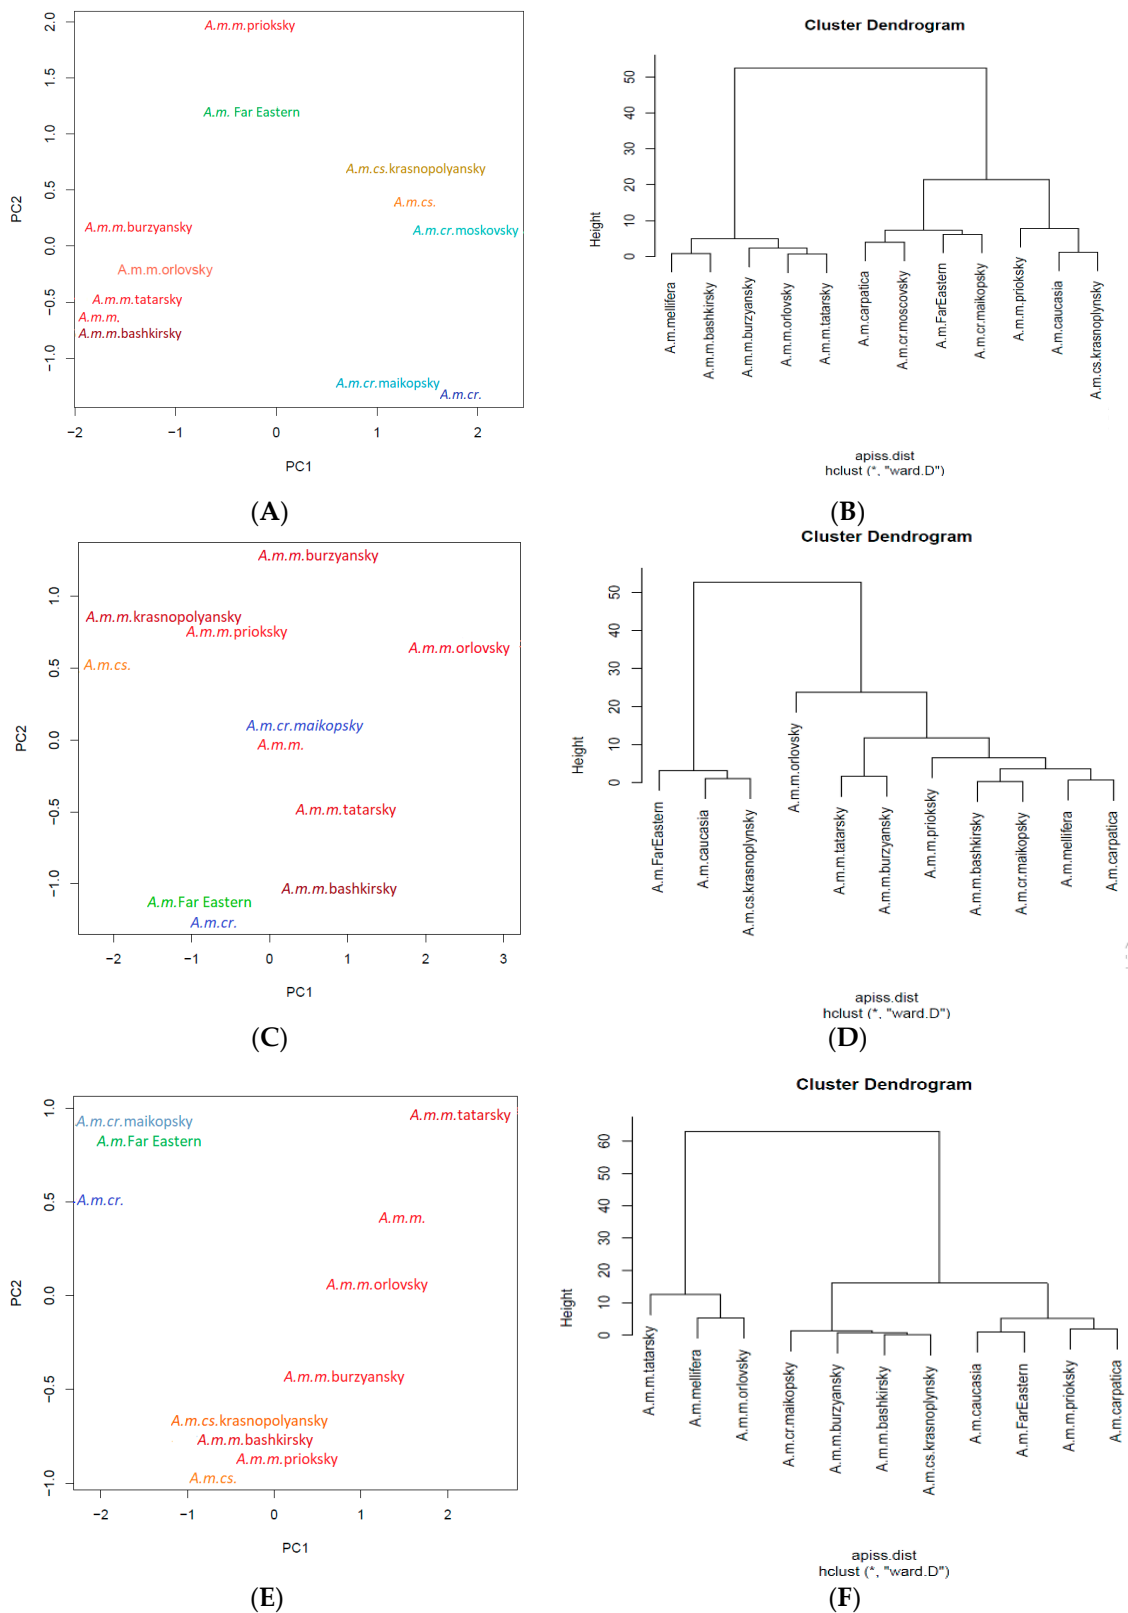 2.0
1.5
1.0
0.5
0.0
−0.5
−1.0
PC2
A.m.m.prioksky
A.m. Far Eastern
A.m.cs.krasnopolyansky
A.m.cs.
A.m.cr.moskovsky
A.m.m.burzyansky
A.m.m.orlovsky
A.m.m.tatarsky
A.m.m.
A.m.m.bashkirsky
A.m.cr.maikopsky
A.m.cr.
−2 −1 0 1 2
PC1
(A)
Cluster Dendrogram
50
40
30
20
10
0
Height
A.m.mellifera
A.m.m.bashkirsky
A.m.m.burzyansky
A.m.m.orlovsky
A.m.m.tatarsky
A.m.carpatica
A.m.cr.moscovsky
A.m.FarEastern
A.m.cr.maikopsky
A.m.m.prioksky
A.m.caucasia
A.m.cs.krasnoplynsky
apiss.dist
hclust (*, "ward.D")
(B)
1.0
0.5
0.0
−0.5
−1.0
PC2
A.m.m.burzyansky
A.m.m.krasnopolyansky
A.m.m.prioksky
A.m.m.orlovsky
A.m.cs.
A.m.cr.maikopsky
A.m.m.
A.m.m.tatarsky
A.m.m.bashkirsky
A.m.Far Eastern
A.m.cr.
−2 −1 0 1 2 3
PC1
(C)
Cluster Dendrogram
50
40
30
20
10
0
Height
A.m.FarEastern
A.m.caucasia
A.m.cs.krasnoplynsky
A.m.m.orlovsky
A.m.m.tatarsky
A.m.m.burzyansky
A.m.m.prioksky
A.m.m.bashkirsky
A.m.cr.maikopsky
A.m.mellifera
A.m.carpatica
apiss.dist
hclust (*, "ward.D")
(D)
1.0
0.5
0.0
−0.5
−1.0
PC2
A.m.cr.maikopsky
A.m.Far Eastern
A.m.m.tatarsky
A.m.cr.
A.m.m.
A.m.m.orlovsky
A.m.m.burzyansky
A.m.cs.krasnopolyansky
A.m.m.bashkirsky
A.m.m.prioksky
A.m.cs.
−2 −1 0 1 2
PC1
(E)
Cluster Dendrogram
60
50
40
30
20
10
0
Height
A.m.m.tatarsky
A.m.mellifera
A.m.m.orlovsky
A.m.cr.maikopsky
A.m.m.burzyansky
A.m.m.bashkirsky
A.m.cs.krasnoplynsky
A.m.caucasia
A.m.FarEastern
A.m.m.prioksky
A.m.carpatica
apiss.dist
hclust (*, "ward.D")
(F)